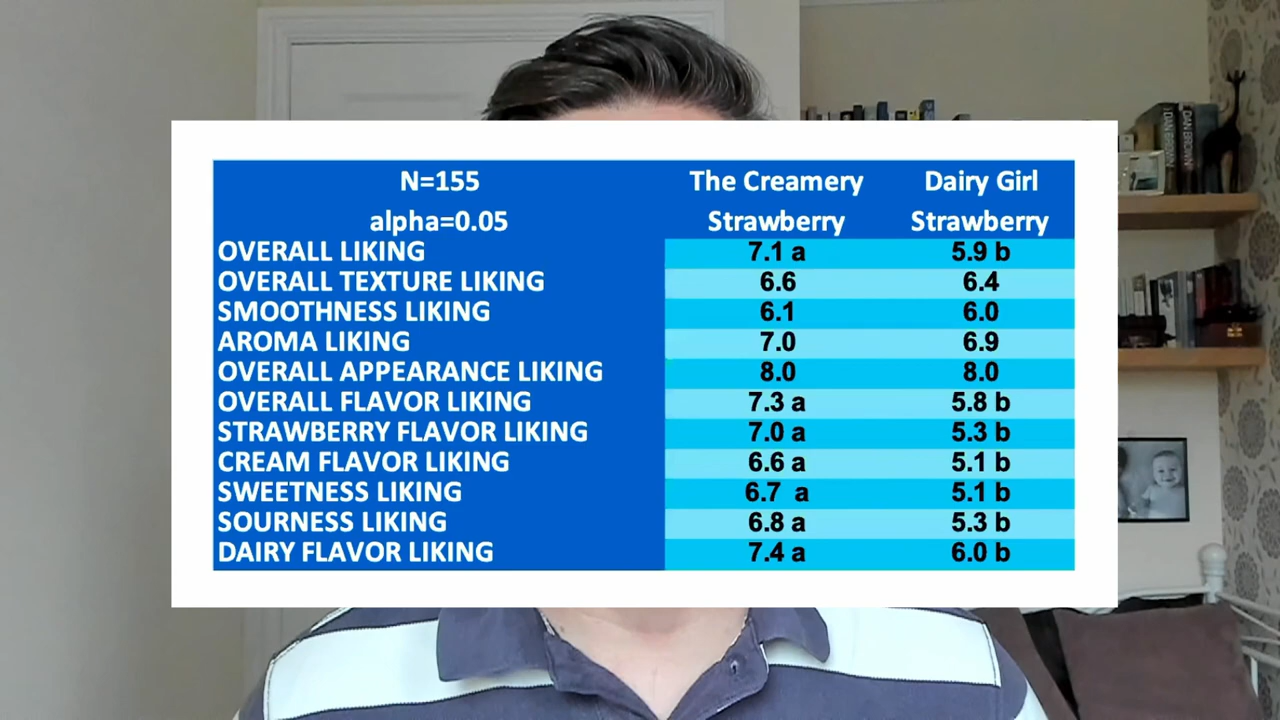 N=155 The Creamery Dairy Girl
alpha=0.05 Strawberry Strawberry
OVERALL LIKING 7.1 a 5.9 b
OVERALL TEXTURE LIKING 6.6 6.4
SMOOTHNESS LIKING 6.1 6.0
AROMA LIKING 7.0 6.9
OVERALL APPEARANCE LIKING 8.0 8.0
OVERALL FLAVOR LIKING 7.3 a 5.8 b
STRAWBERRY FLAVOR LIKING 7.0 a 5.3 b
CREAM FLAVOR LIKING 6.6 a 5.1 b
SWEETNESS LIKING 6.7 a 5.1 b
SOURNESS LIKING 6.8 a 5.3 b
DAIRY FLAVOR LIKING 7.4 a 6.0 b
DAN BROWN
DAN BROWN